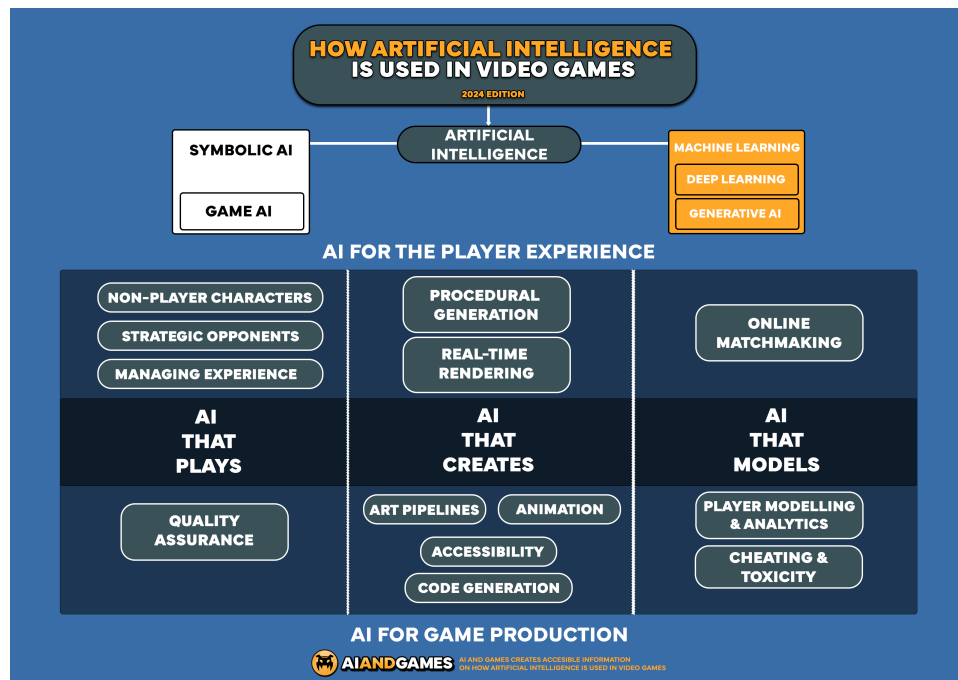 HOW ARTIFICIAL INTELLIGENCE
IS USED IN VIDEO GAMES
2024 EDITION
ARTIFICIAL
INTELLIGENCE
SYMBOLIC AI
GAME AI
MACHINE LEARNING
DEEP LEARNING
GENERATIVE AI
AI FOR THE PLAYER EXPERIENCE
NON-PLAYER CHARACTERS
STRATEGIC OPPONENTS
MANAGING EXPERIENCE
PROCEDURAL
GENERATION
REAL-TIME
RENDERING
ONLINE
MATCHMAKING
AI
THAT
PLAYS
AI
THAT
CREATES
AI
THAT
MODELS
QUALITY
ASSURANCE
ART PIPELINES
ANIMATION
ACCESSIBILITY
CODE GENERATION
PLAYER MODELLING
& ANALYTICS
CHEATING &
TOXICITY
AI FOR GAME PRODUCTION
AIANDGAMES
AI AND GAMES CREATES ACCESIBLE INFORMATION
ON HOW ARTIFICIAL INTELLIGENCE IS USED IN VIDEO GAMES